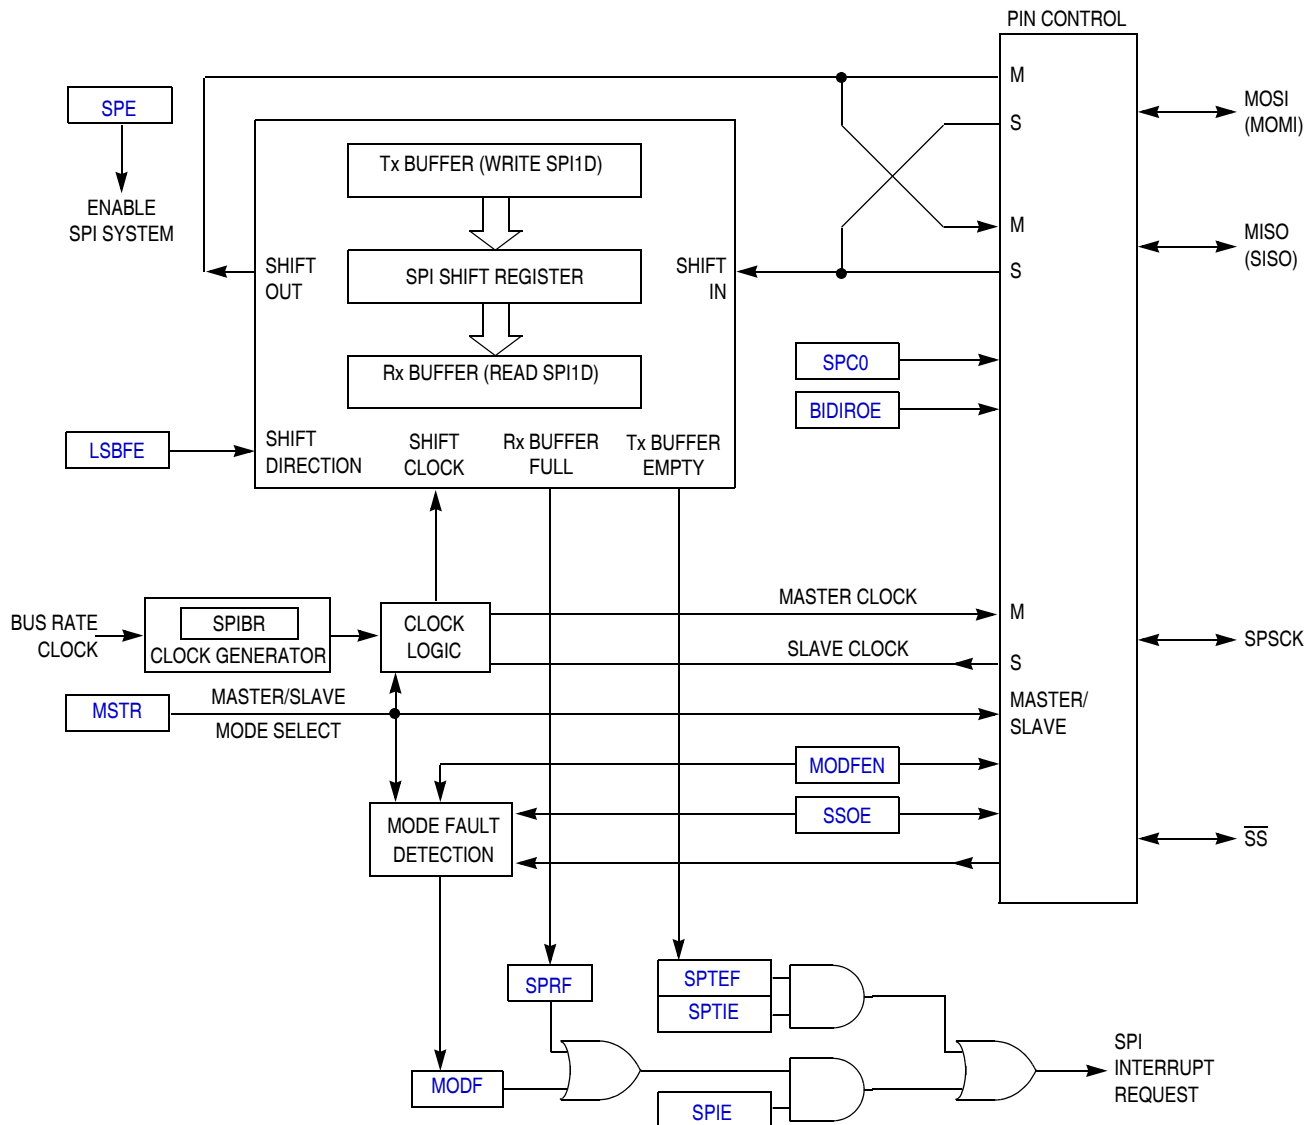 PIN CONTROL
SPE
ENABLE
SPI SYSTEM
Tx BUFFER (WRITE SPI1D)
SPI SHIFT REGISTER
Rx BUFFER (READ SPI1D)
SHIFT
OUT
SHIFT
IN
M
S
M
S
MOSI
(MOMI)
MISO
(SISO)
SPC0
BIDIROE
LSBFE
SHIFT
DIRECTION
SHIFT
CLOCK
Rx BUFFER
FULL
Tx BUFFER
EMPTY
BUS RATE
CLOCK
SPIBR
CLOCK GENERATOR
CLOCK
LOGIC
MASTER CLOCK
SLAVE CLOCK
M
S
SPSCK
MSTR
MASTER/SLAVE
MODE SELECT
MASTER/
SLAVE
MODFEN
SSOE
MODE FAULT
DETECTION
SS
SPRF
SPTEF
SPTIE
MODF
SPIE
SPI
INTERRUPT
REQUEST